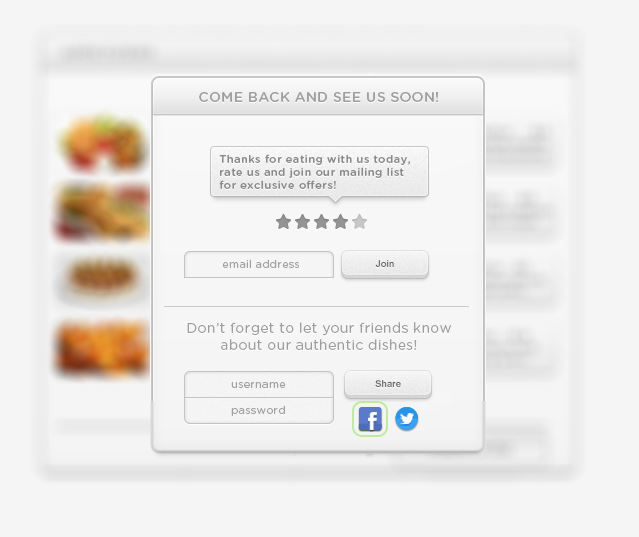 COME BACK AND SEE US SOON!
Thanks for eating with us today,
rate us and join our mailing list
for exclusive offers!
email address
Join
Don't forget to let your friends know
about our authentic dishes!
username
Share
password